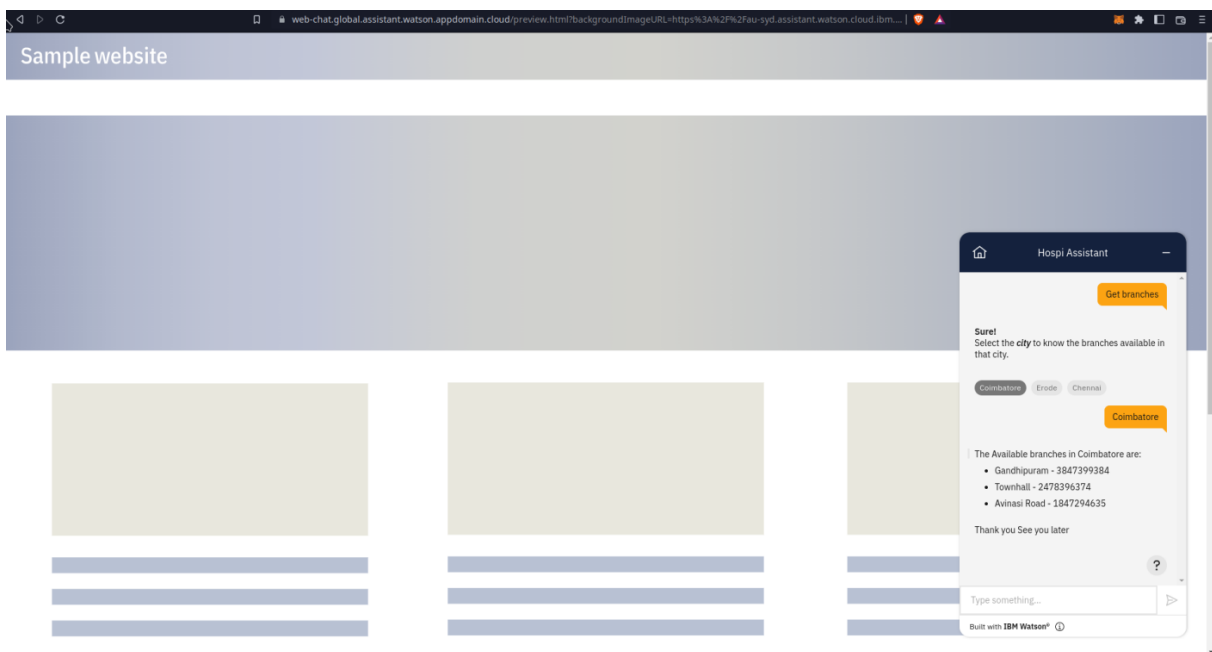 web-chat.global.assistant.watson.appdomain.cloud/preview.html?backgroundImageURL=https%3A%2F%2Fau-syd.assistant.watson.cloud.ibm....
Sample website
Hospi Assistant
Get branches
Sure!
Select the city to know the branches available in
that city.
Coimbatore Erode Chennai
Coimbatore
The Available branches in Coimbatore are:
• Gandhipuram - 3847399384
• Townhall - 2478396374
• Avinasi Road - 1847294635
Thank you See you later
?
Type something...
Built with IBM Watson®